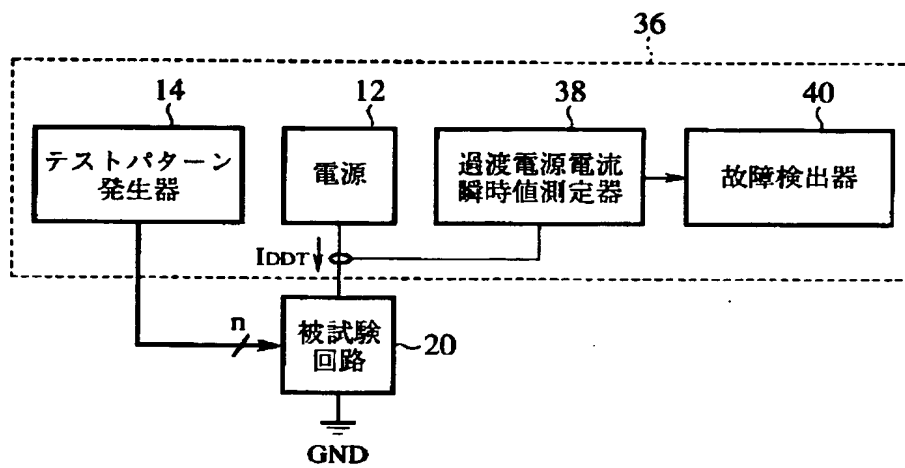 36
14
12
38
40
テストパターン
発生器
電源
過渡電源電流
瞬時値測定器
故障検出器
IDDT
n
被試験
回路
20
GND